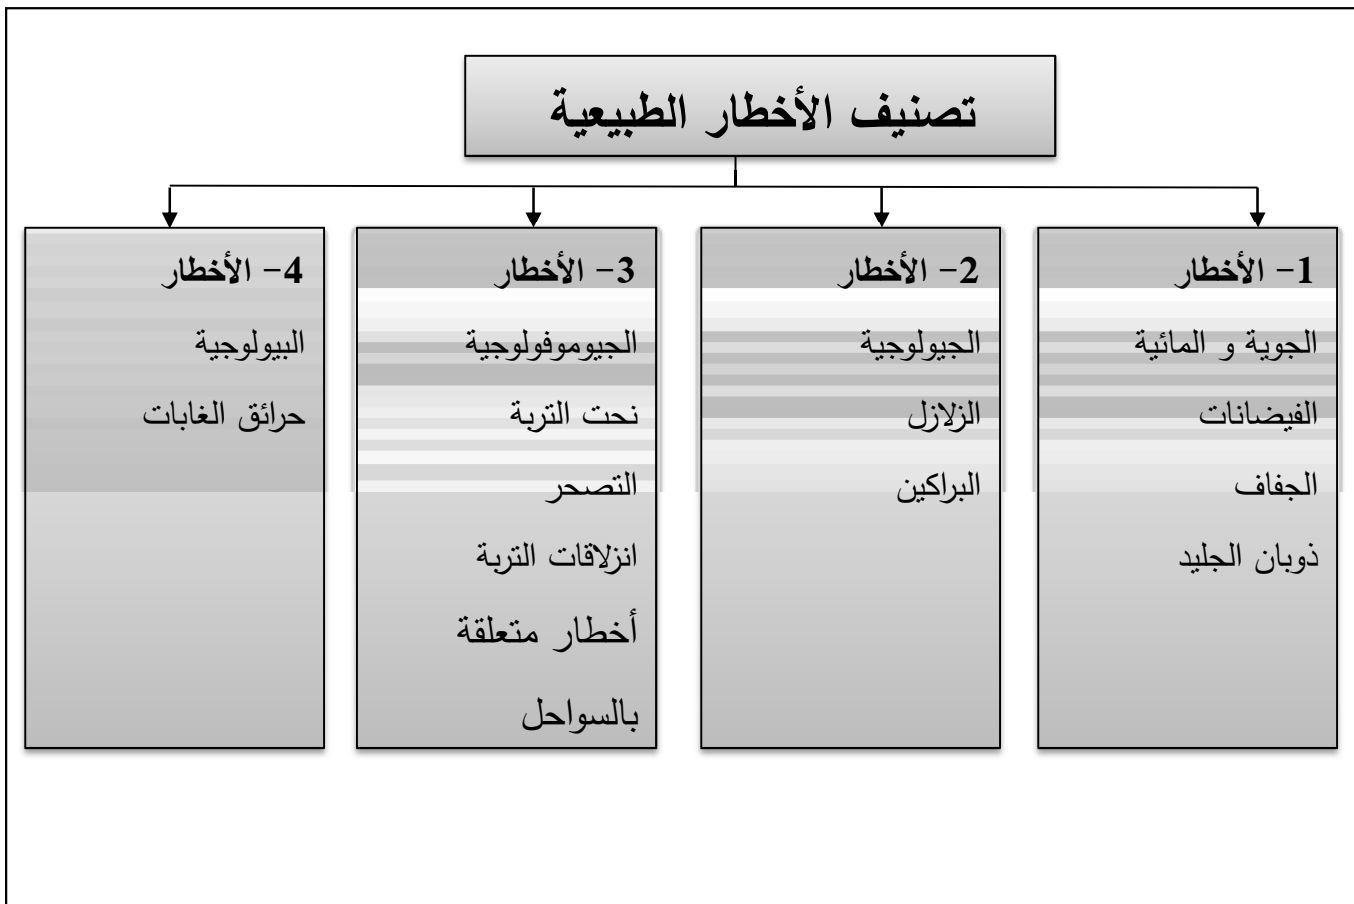 تصنيف الأخطار الطبيعية
1- الأخطار
الجوية و المائية
الفيضانات
الجفاف
ذوبان الجليد
2- الأخطار
الجيولوجية
الزلازل
البراكين
3- الأخطار
الجيوموفولوجية
نحت التربة
التصحر
انزلاقات التربة
أخطار متعلقة
بالسواحل
4- الأخطار
البيولوجية
حرائق الغابات